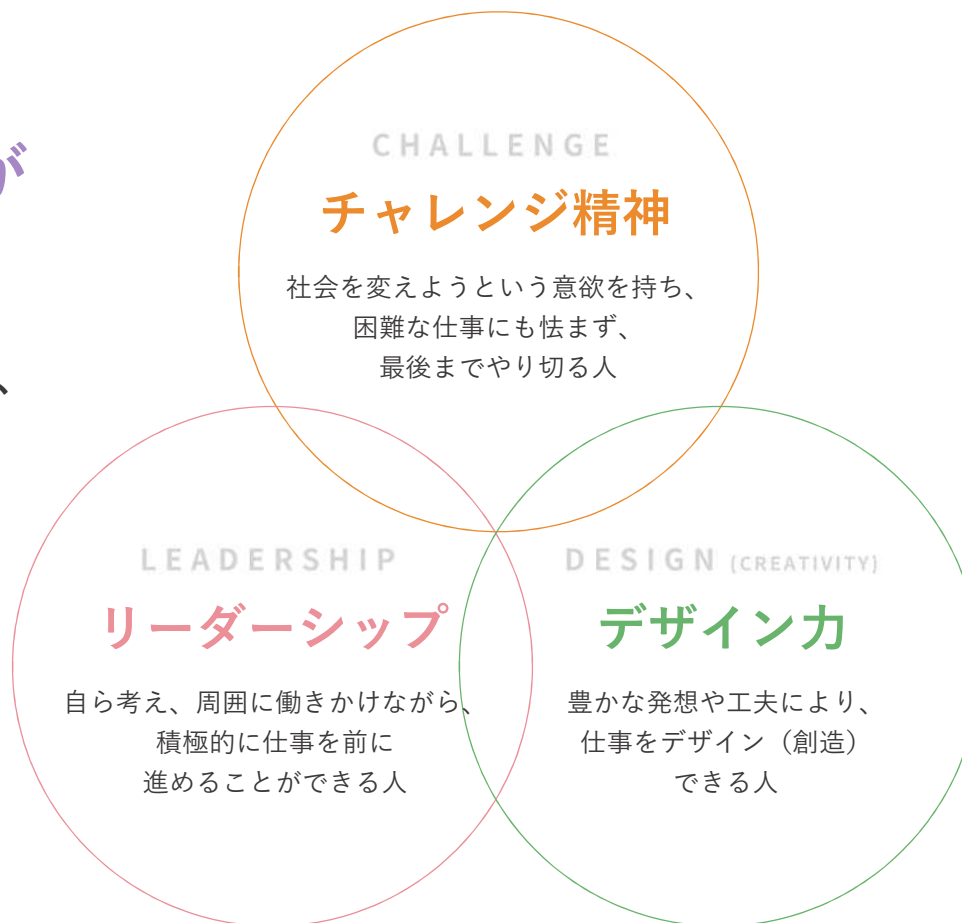 が
、
CHALLENGE
チャレンジ精神
社会を変えようという意欲を持ち、
困難な仕事にも怯まず、
最後までやり切る人
LEADERSHIP
リーダーシップ
自ら考え、周囲に働きかけながら、
積極的に仕事を前に
進めることができる人
DESIGN (CREATIVITY)
デザイン力
豊かな発想や工夫により、
仕事をデザイン（創造）
できる人